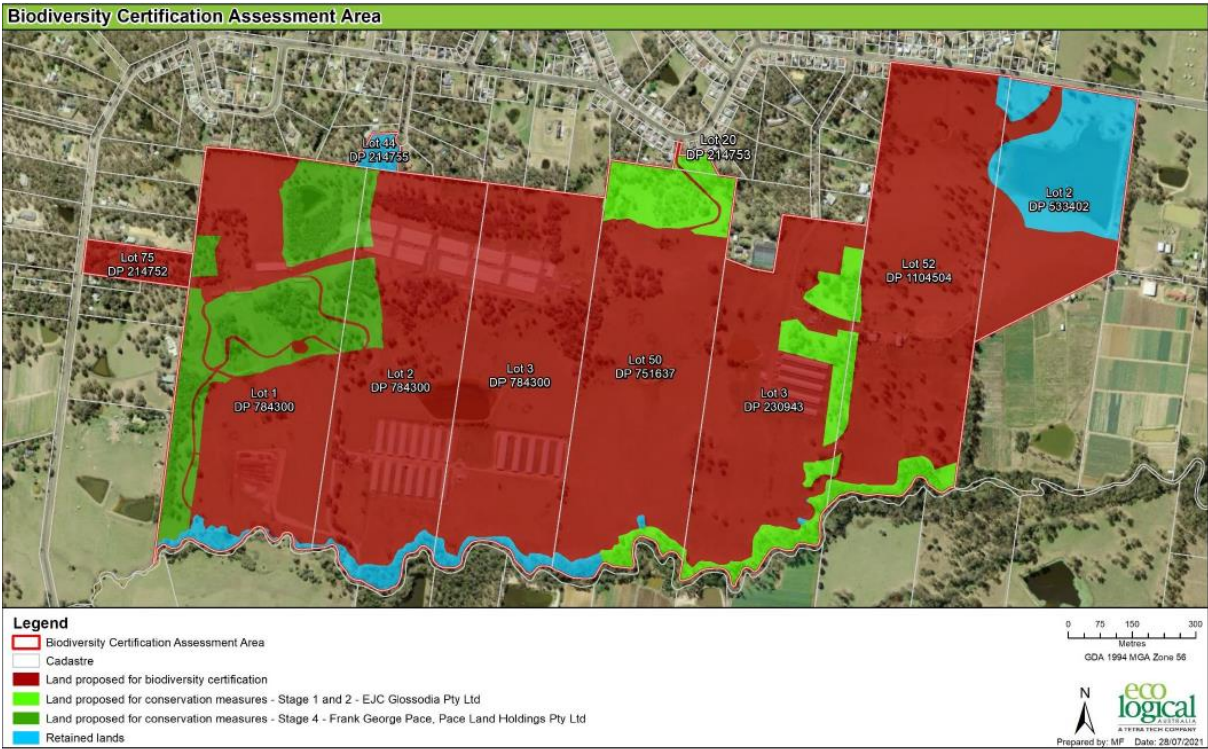 Biodiversity Certification Assessment Area
Lot 44
DP 214755
Lot 20
DP 214753
Lot 2
DP 533402
Lot 75
DP 214752
Lot 52
DP 1104504
Lot 50
DP 751637
Lot 3
DP 784300
Lot 2
DP 784300
Lot 1
DP 784300
Lot 3
DP 230943
Legend
Biodiversity Certification Assessment Area
Cadastre
Land proposed for biodiversity certification
Land proposed for conservation measures - Stage 1 and 2 - EJC Glossodia Pty Ltd
Land proposed for conservation measures - Stage 4 - Frank George Pace, Pace Land Holdings Pty Ltd
Retained lands
0 75 150 300
Metres
GDA 1994 MGA Zone 56
N
eco
logical
AUSTRALIA
A TETRA TECH COMPANY
Prepared by: MF Date: 28/07/2021